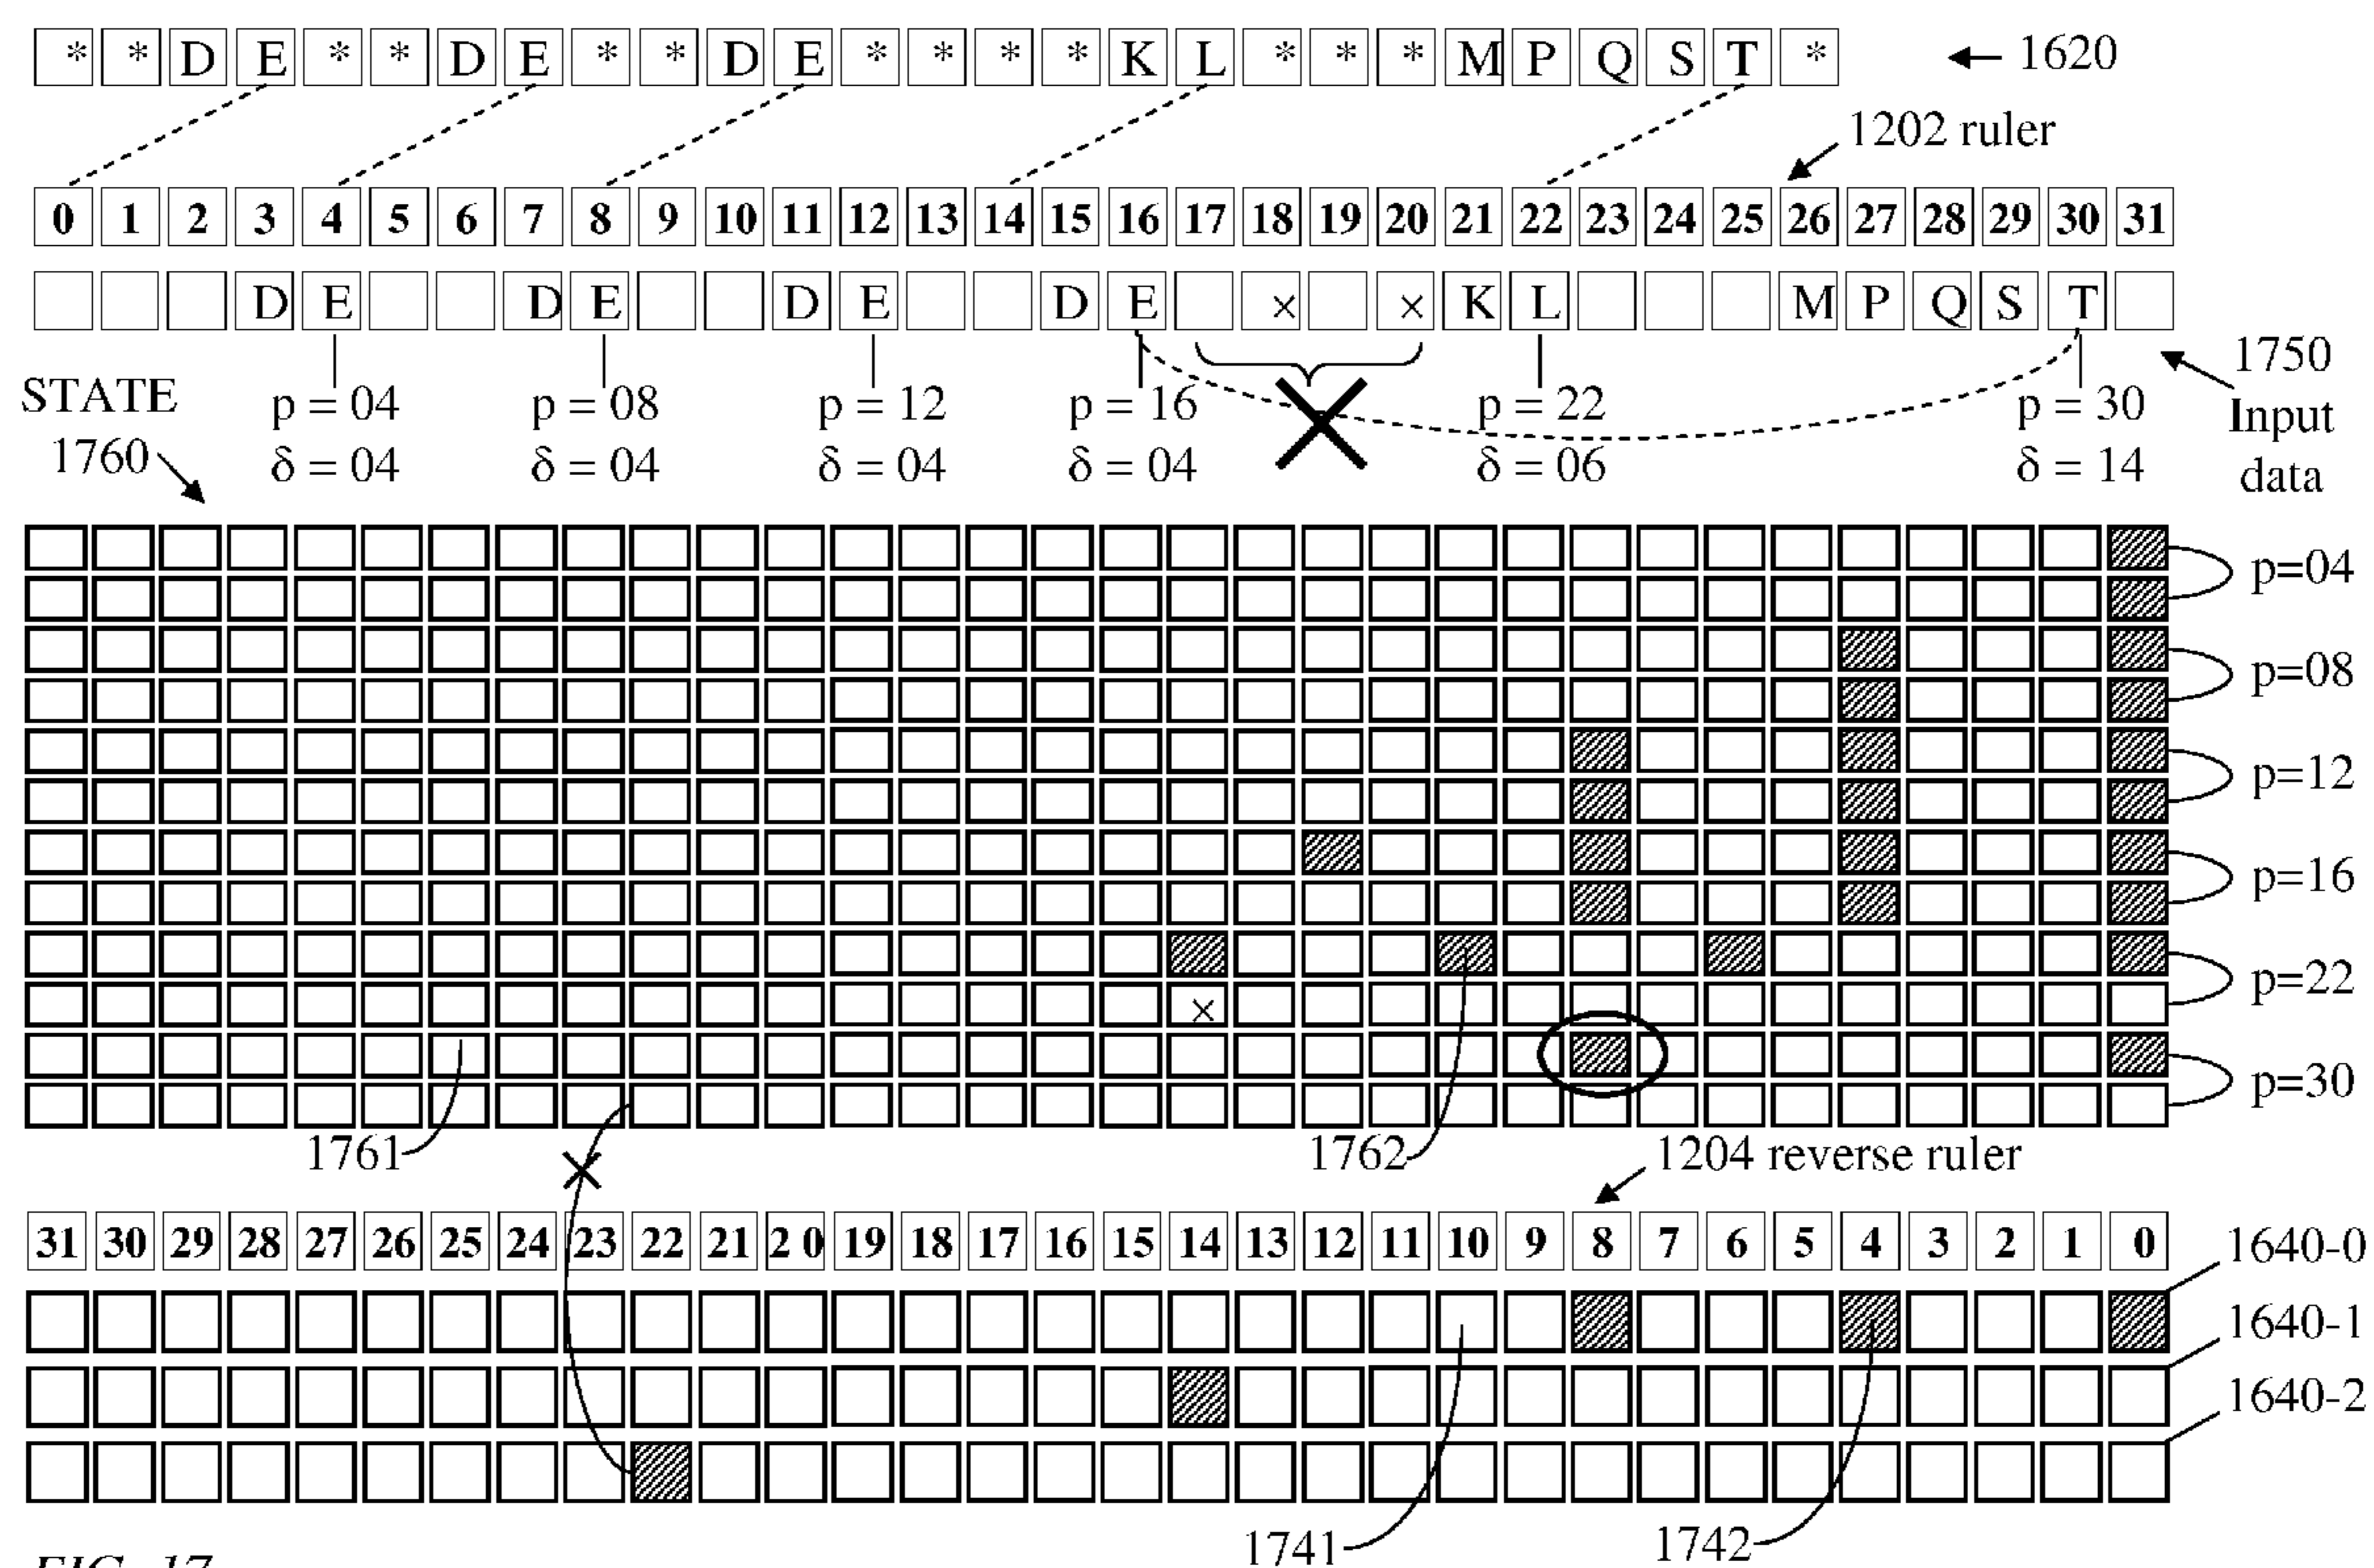 * * D E * * D E * * D E * * * * K L * * * M P Q S T * 1620
1202 ruler
0 1 2 3 4 5 6 7 8 9 10 11 12 13 14 15 16 17 18 19 20 21 22 23 24 25 26 27 28 29 30 31
D E D E D E D E × × K L M P Q S T
1750
Input
data
STATE
1760
p = 04 p = 08 p = 12 p = 16 p = 22 p = 30
δ = 04 δ = 04 δ = 04 δ = 04 δ = 06 δ = 14
p=04
p=08
p=12
p=16
p=22
×
p=30
1761 1762 1204 reverse ruler
31 30 29 28 27 26 25 24 23 22 21 2 0 19 18 17 16 15 14 13 12 11 10 9 8 7 6 5 4 3 2 1 0
1640-0
1640-1
1640-2
1741 1742
FIG. 17